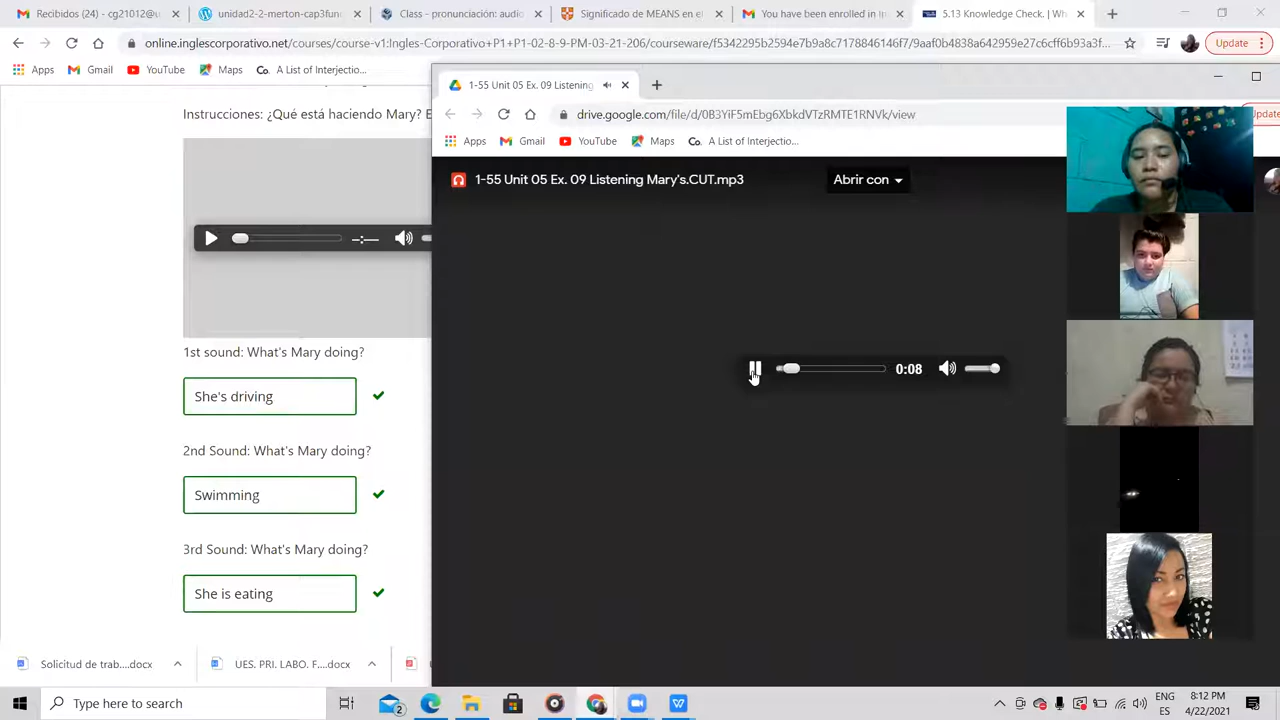 Recibidos (24) - cg21012@u
unidad2-2-merton-cap3fun
Class - pronunciación: audio
Significado de MEANS en e
You have been enrolled in I
5.13 Knowledge Check. | Wh
online.inglescorporativo.net/courses/course-v1:Ingles-Corporativo+P1+P1-02-8-9-PM-03-21-206/courseware/f5342295b2594e7b9a8c7178846146f7/9aaf0b4838a642959e27c6cff6b93a3f...
Update
Apps
Gmail
YouTube
Maps
Co. A List of Interjectio...
1-55 Unit 05 Ex. 09 Listening
drive.google.com/file/d/0B3YiF5mEbg6XbkdVTzRMTE1RNVk/view
Update
Apps
Gmail
YouTube
Maps
Co. A List of Interjectio...
Instrucciones: ¿Qué está haciendo Mary? E
1-55 Unit 05 Ex. 09 Listening Mary's.CUT.mp3
Abrir con
-:--
0:08
1st sound: What's Mary doing?
She's driving
2nd Sound: What's Mary doing?
Swimming
3rd Sound: What's Mary doing?
She is eating
Solicitud de trab....docx
UES. PRI. LABO. F....docx
Type here to search
2
ENG
ES
8:12 PM
4/22/2021